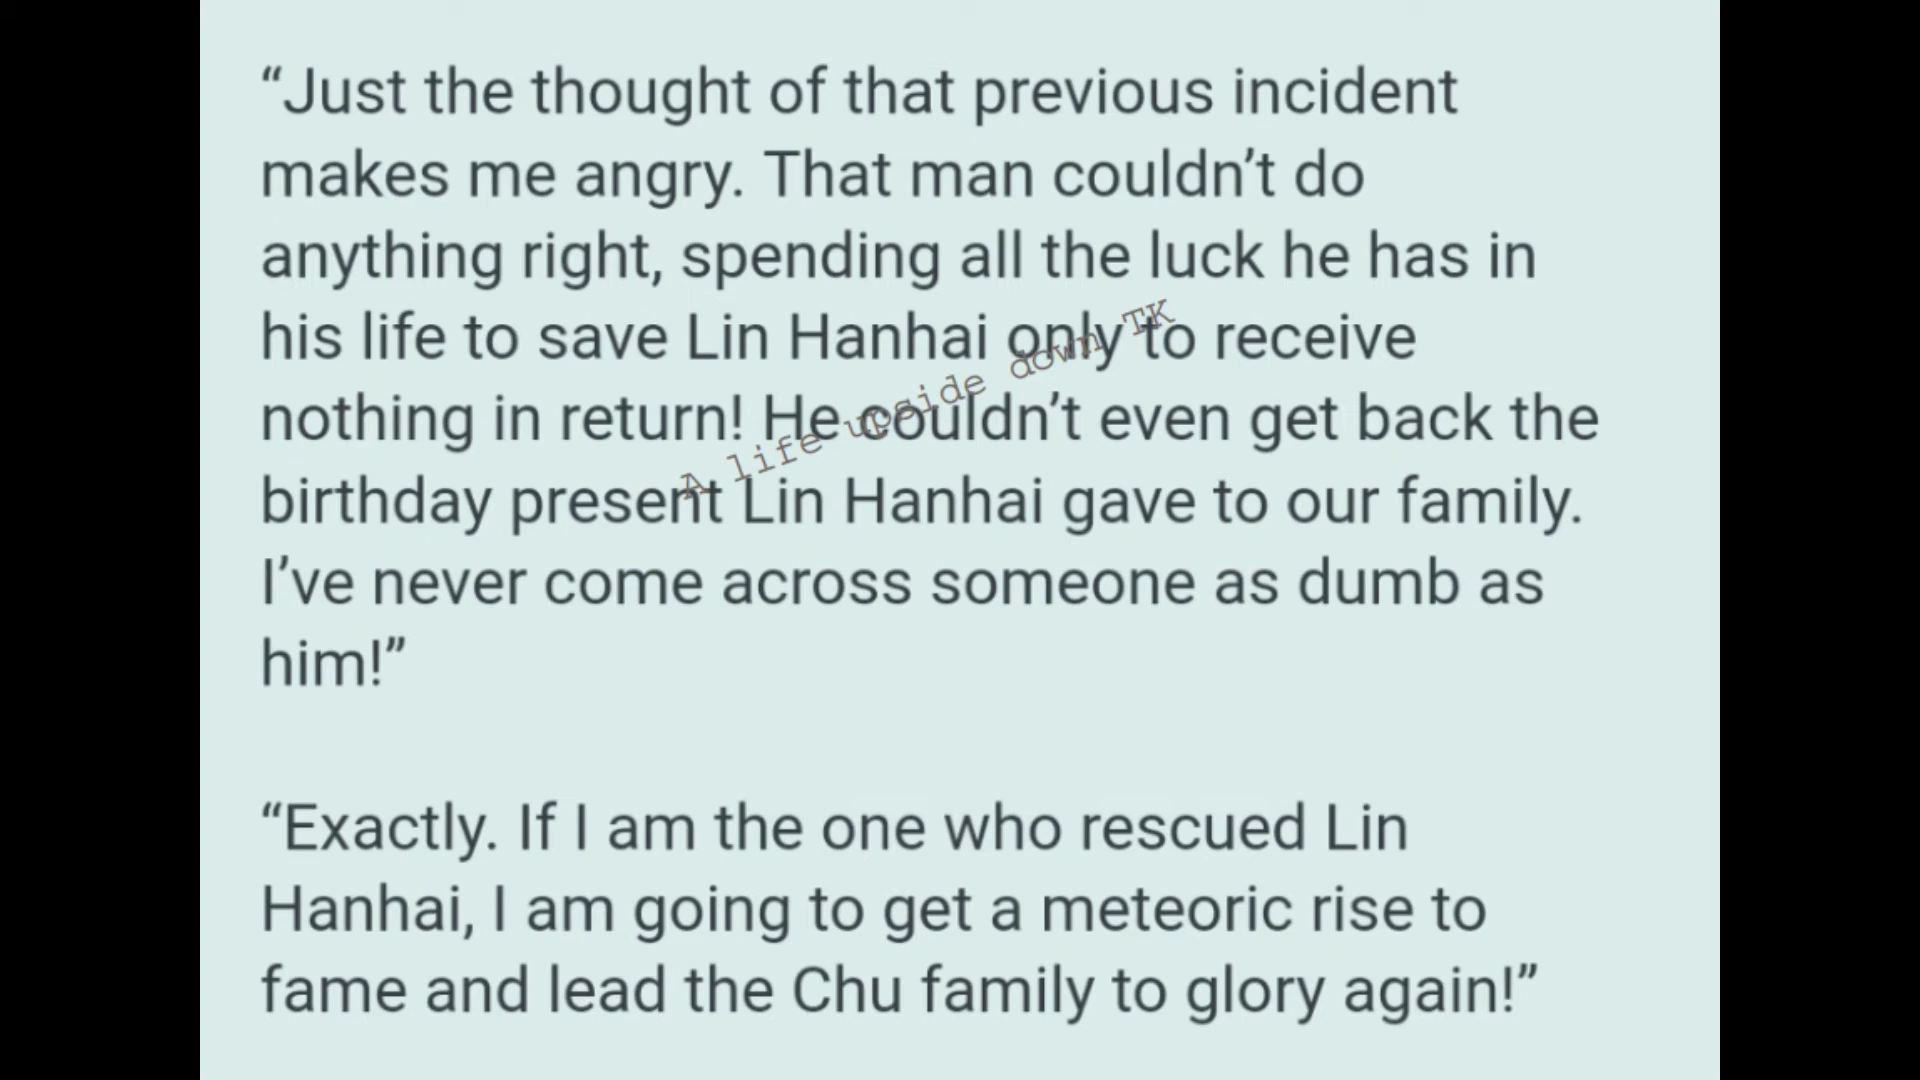 “Just the thought of that previous incident
makes me angry. That man couldn’t do
anything right, spending all the luck he has in
his life to save Lin Hanhai only to receive
nothing in return! He couldn’t even get back the
birthday present Lin Hanhai gave to our family.
I’ve never come across someone as dumb as
him!”
“Exactly. If I am the one who rescued Lin
Hanhai, I am going to get a meteoric rise to
fame and lead the Chu family to glory again!”
A life upside down TK